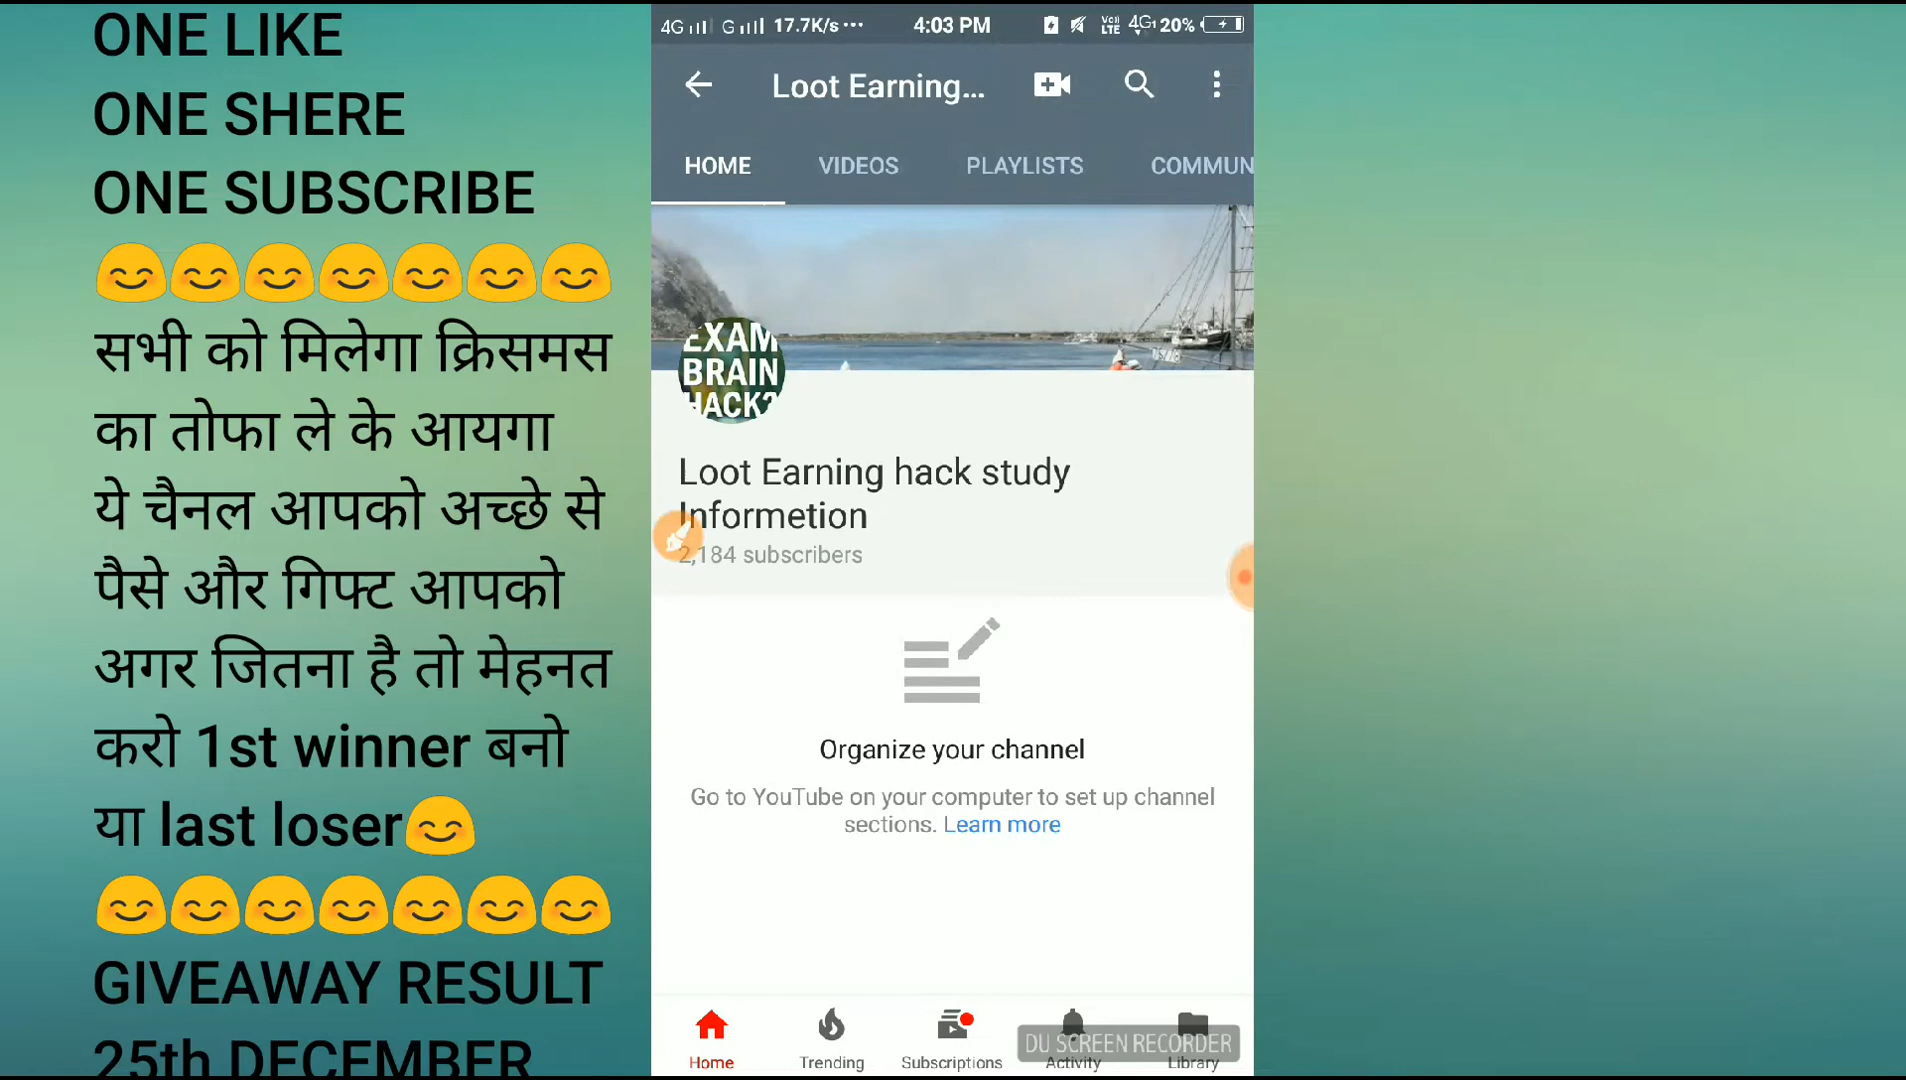 ONE LIKE
ONE SHERE
ONE SUBSCRIBE
😊😊😊😊😊😊😊
सभी को मिलेगा क्रिसमस
का तोफा ले के आयगा
ये चैनल आपको अच्छे से
पैसे और गिफ्ट आपको
अगर जितना है तो मेहनत
करो 1st winner बनो
या last loser😊
😊😊😊😊😊😊😊
GIVEAWAY RESULT
25th DECEMBER
4G G 17.7K/s ··· 4:03 PM VoLTE 4G 20%
Loot Earning...
HOME VIDEOS PLAYLISTS COMMUN
EXAM
BRAIN
HACK?
Loot Earning hack study
Informetion
2,184 subscribers
Organize your channel
Go to YouTube on your computer to set up channel
sections. Learn more
DU SCREEN RECORDER
Home Trending Subscriptions Activity Library